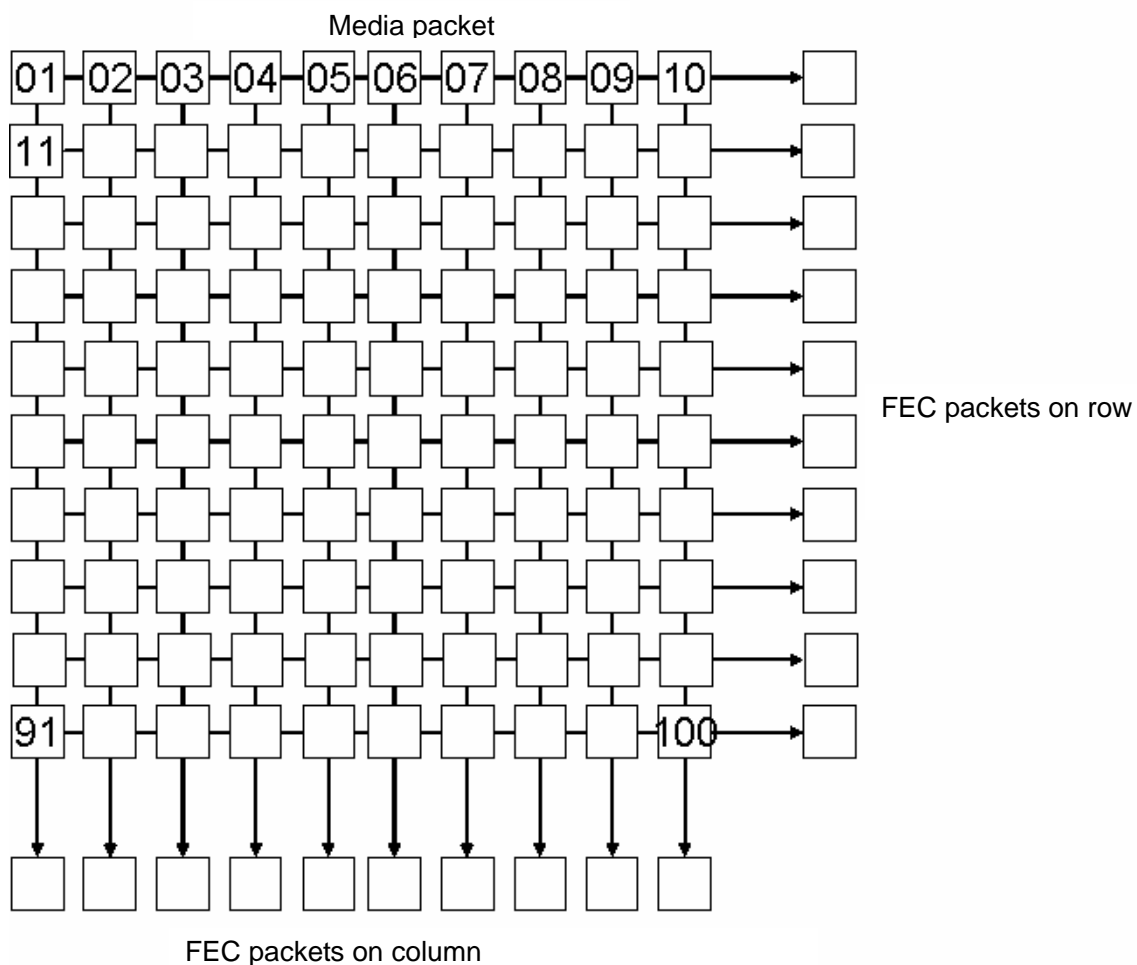 Media packet
01 02 03 04 05 06 07 08 09 10
11
FEC packets on row
91 100
FEC packets on column